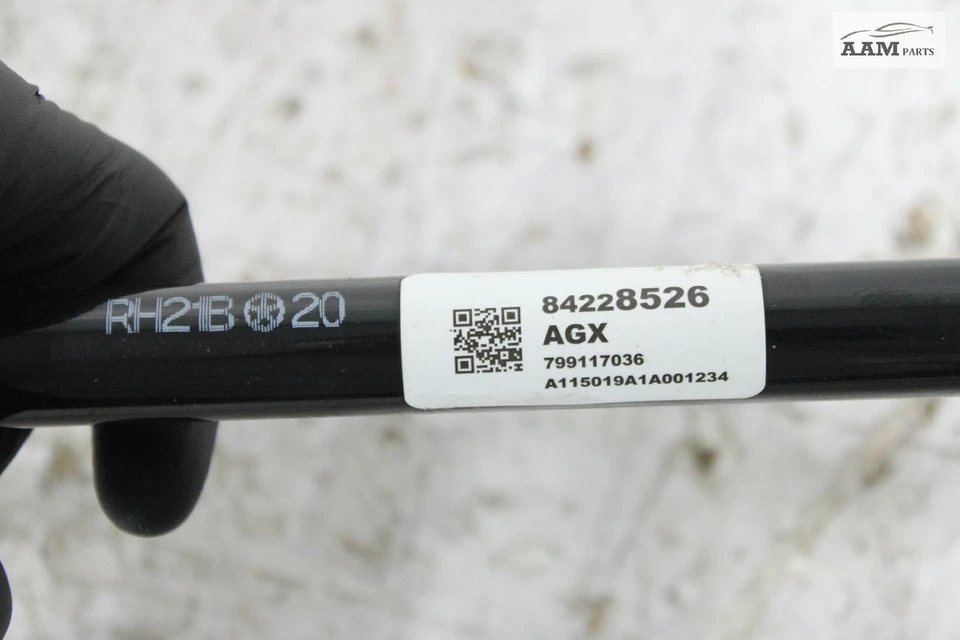 AAM PARTS
RH21B 20
84228526
AGX
799117036
A115019A1A001234